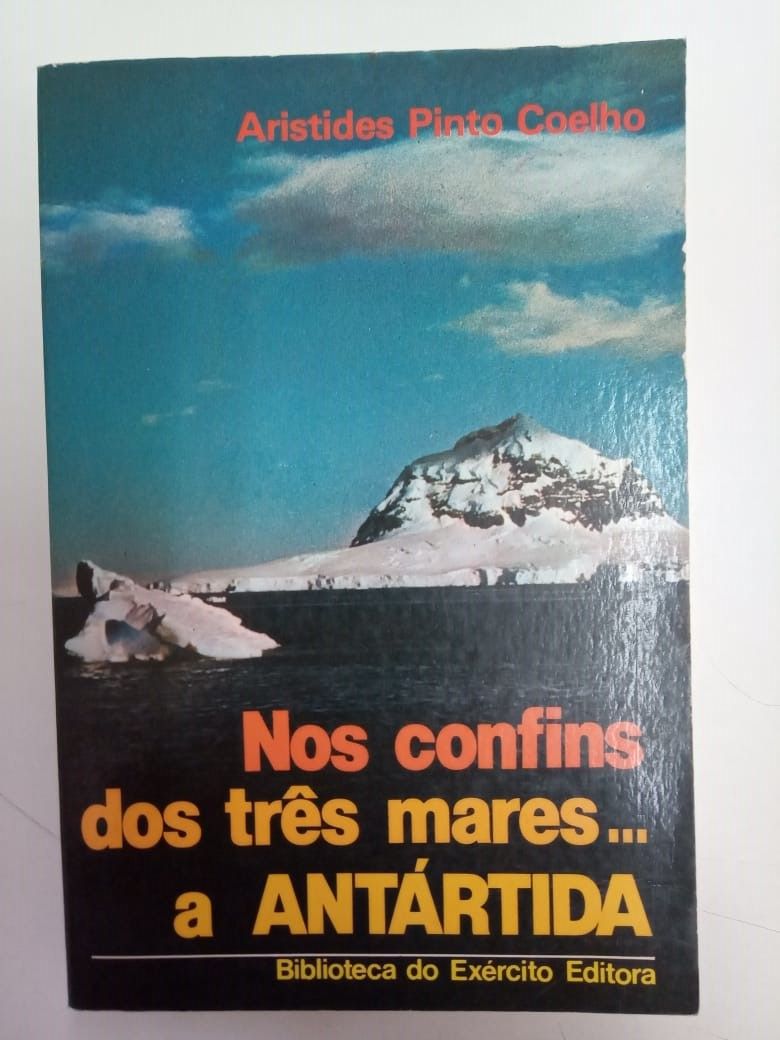 Aristides Pinto Coelho
Nos confins
dos três mares...
a ANTÁRTIDA
Biblioteca do Exército Editora